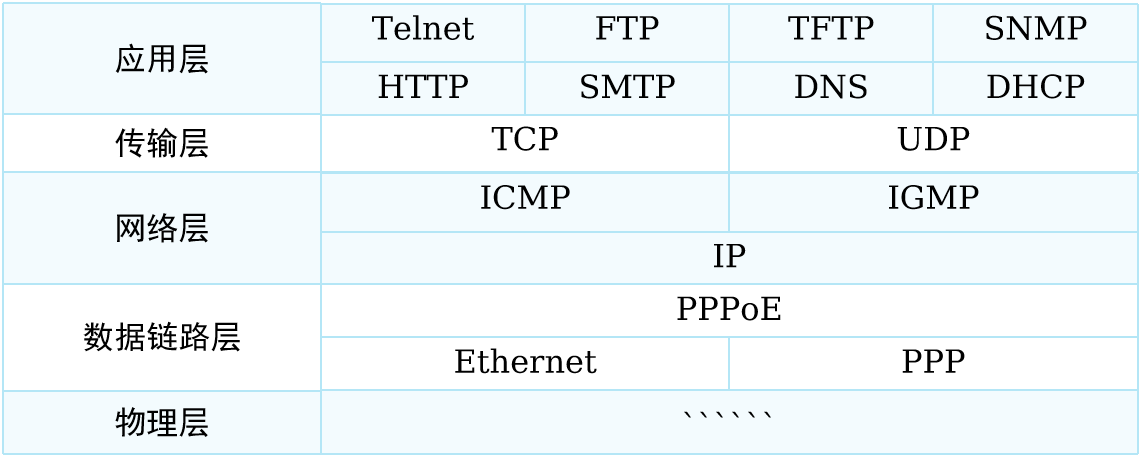 应用层
Telnet FTP TFTP SNMP
HTTP SMTP DNS DHCP
传输层
TCP UDP
网络层
ICMP IGMP
IP
数据链路层
PPPoE
Ethernet PPP
物理层
``````